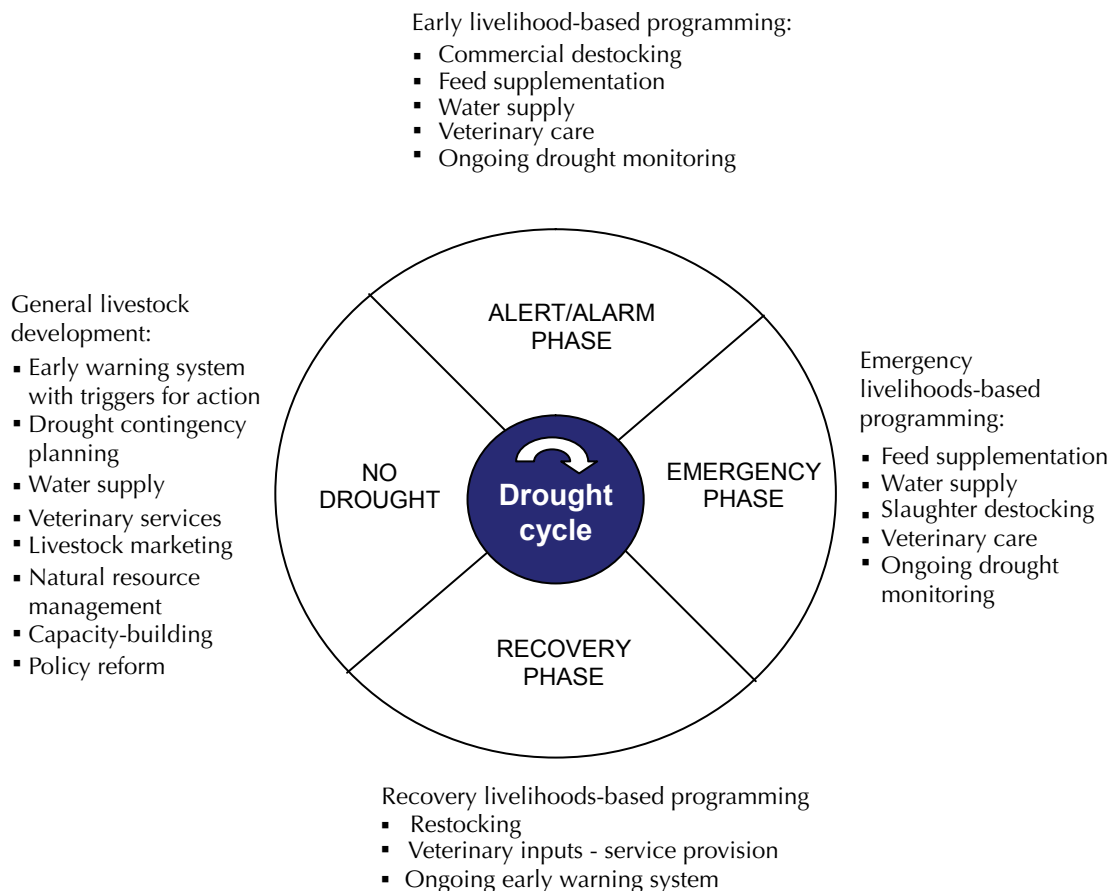 Early livelihood-based programming:
▪ Commercial destocking
▪ Feed supplementation
▪ Water supply
▪ Veterinary care
▪ Ongoing drought monitoring
General livestock
development:
▪ Early warning system
with triggers for action
▪ Drought contingency
planning
▪ Water supply
▪ Veterinary services
▪ Livestock marketing
▪ Natural resource
management
▪ Capacity-building
▪ Policy reform
ALERT/ALARM
PHASE
NO
DROUGHT
Drought
cycle
EMERGENCY
PHASE
RECOVERY
PHASE
Emergency
livelihoods-based
programming:
▪ Feed supplementation
▪ Water supply
▪ Slaughter destocking
▪ Veterinary care
▪ Ongoing drought
monitoring
Recovery livelihoods-based programming
▪ Restocking
▪ Veterinary inputs - service provision
▪ Ongoing early warning system